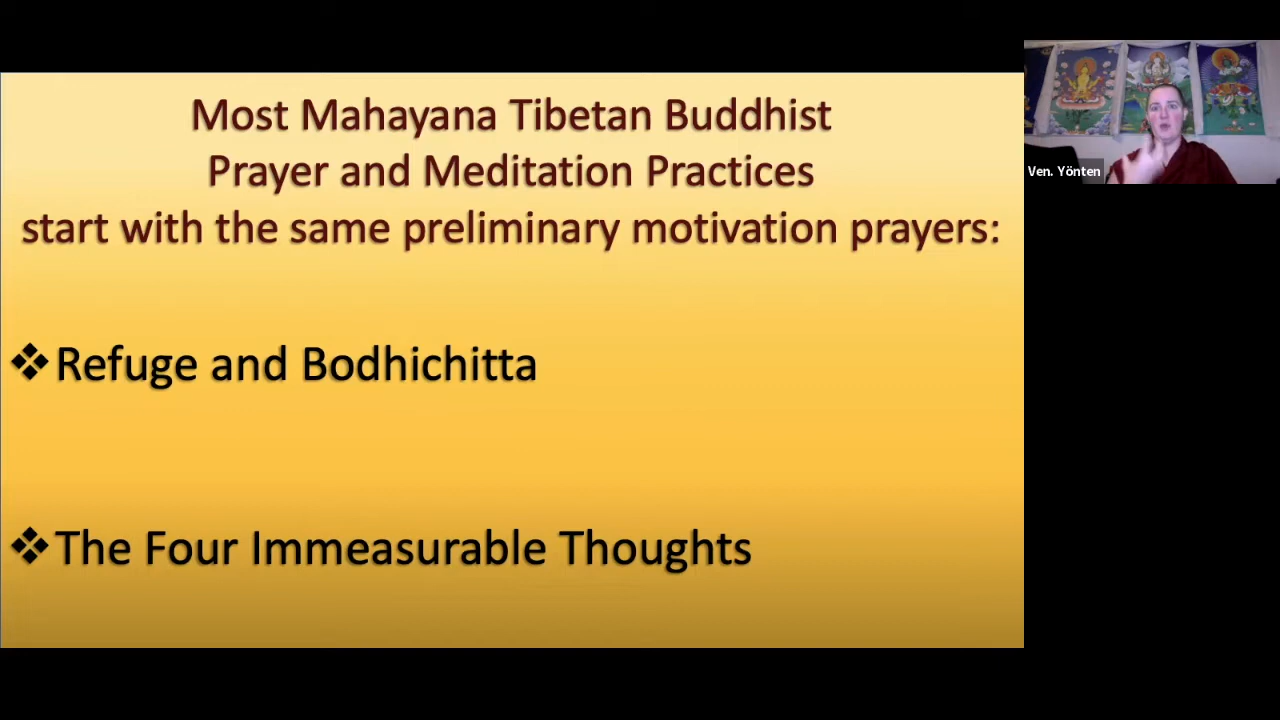 Most Mahayana Tibetan Buddhist
Prayer and Meditation Practices
start with the same preliminary motivation prayers:
❖Refuge and Bodhichitta
❖The Four Immeasurable Thoughts
Ven. Yönten